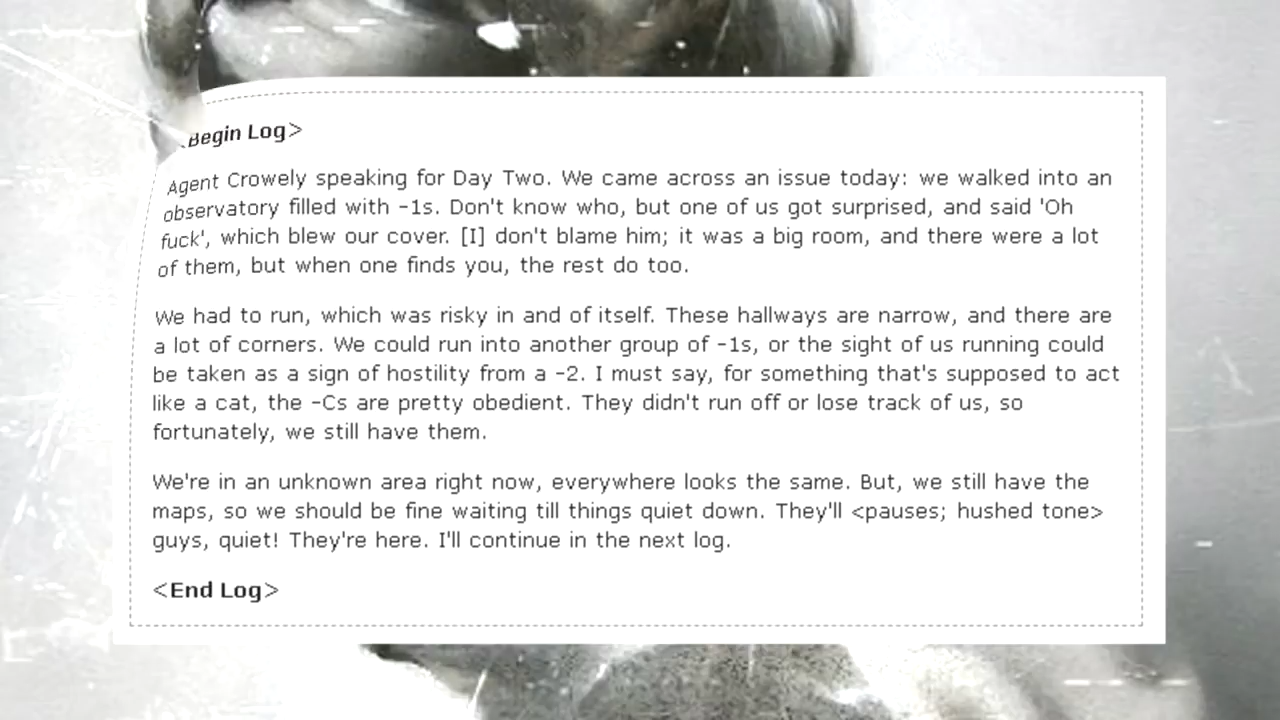 <Begin Log>
Agent Crowely speaking for Day Two. We came across an issue today: we walked into an
observatory filled with -1s. Don't know who, but one of us got surprised, and said 'Oh
fuck', which blew our cover. [I] don't blame him; it was a big room, and there were a lot
of them, but when one finds you, the rest do too.
We had to run, which was risky in and of itself. These hallways are narrow, and there are
a lot of corners. We could run into another group of -1s, or the sight of us running could
be taken as a sign of hostility from a -2. I must say, for something that's supposed to act
like a cat, the -Cs are pretty obedient. They didn't run off or lose track of us, so
fortunately, we still have them.
We're in an unknown area right now, everywhere looks the same. But, we still have the
maps, so we should be fine waiting till things quiet down. They'll <pauses; hushed tone>
guys, quiet! They're here. I'll continue in the next log.
<End Log>